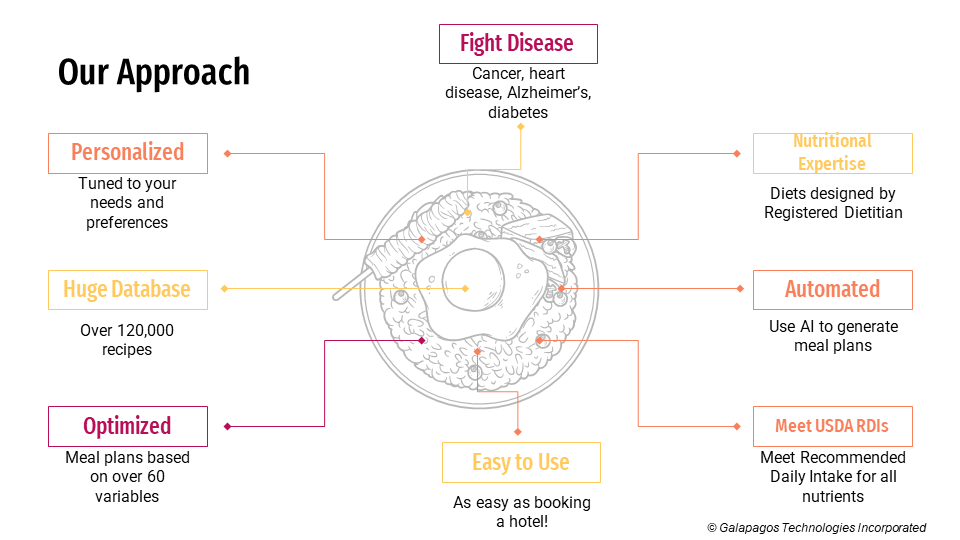 Our Approach
Fight Disease
Cancer, heart
disease, Alzheimer’s,
diabetes
Personalized
Tuned to your
needs and
preferences
Nutritional
Expertise
Diets designed by
Registered Dietitian
Huge Database
Over 120,000
recipes
Automated
Use AI to generate
meal plans
Optimized
Meal plans based
on over 60
variables
Easy to Use
As easy as booking
a hotel!
Meet USDA RDIs
Meet Recommended
Daily Intake for all
nutrients
© Galapagos Technologies Incorporated